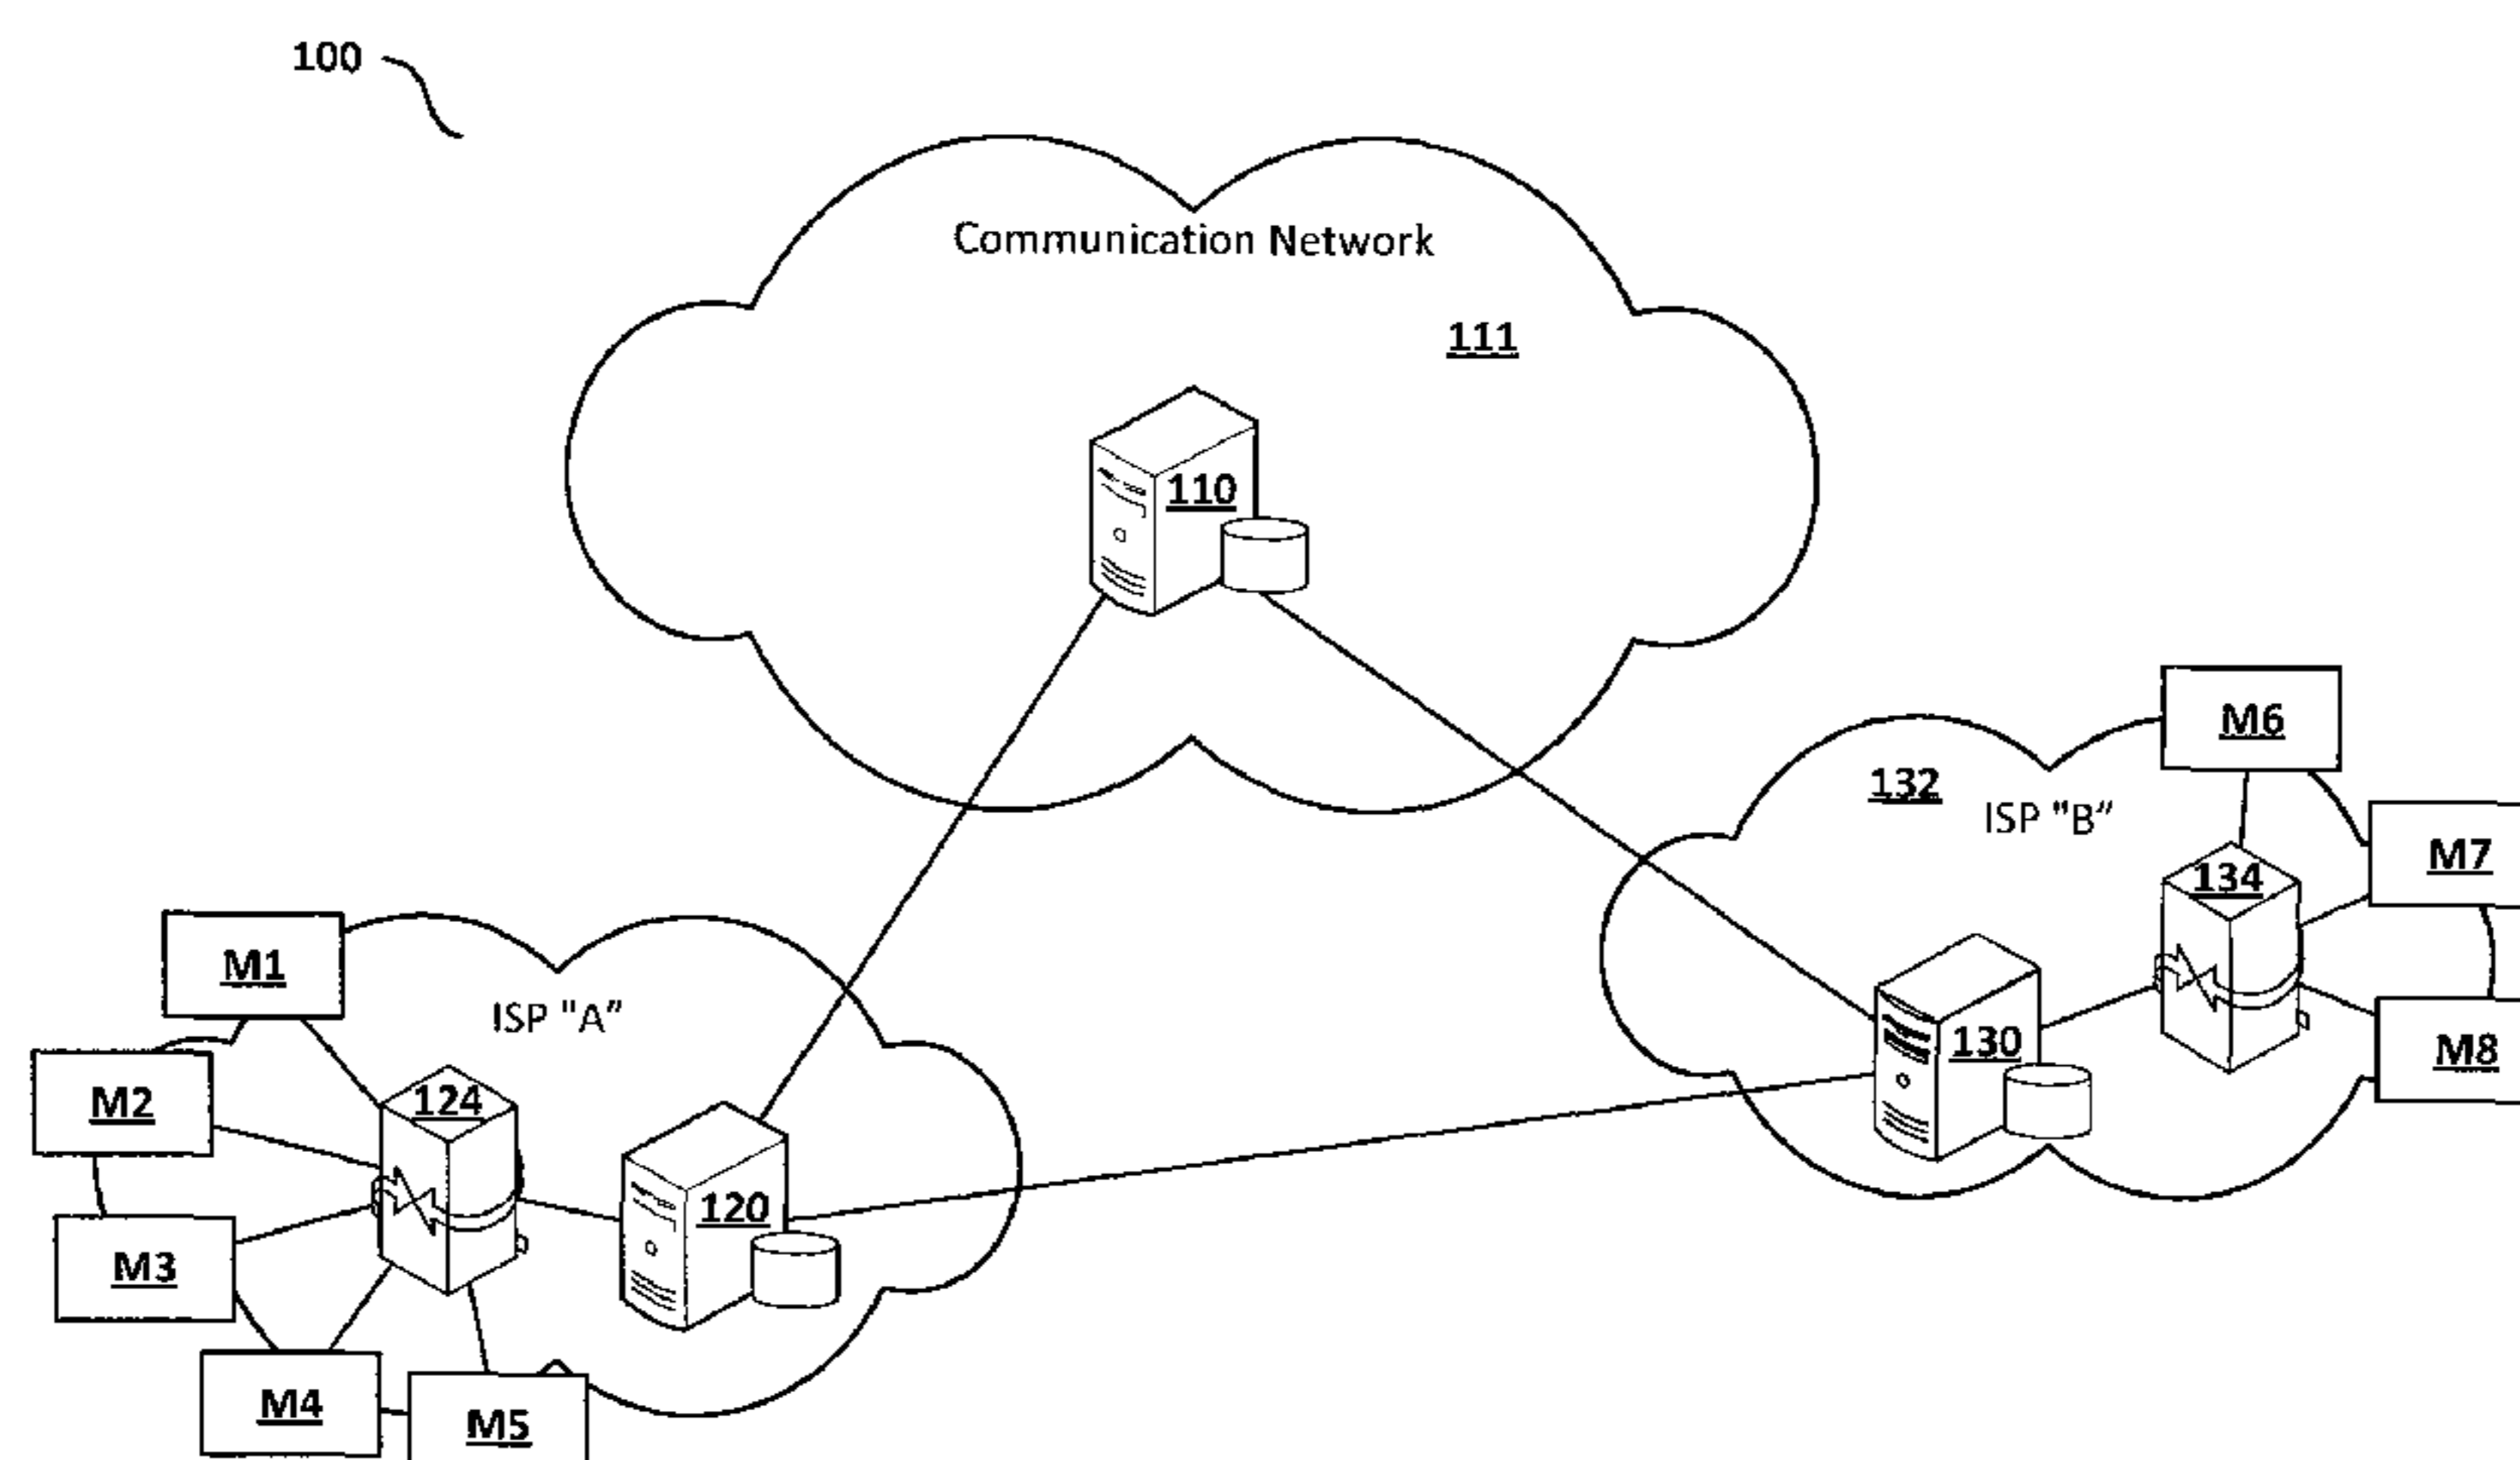 100
Communication Network
111
110
M6
132
ISP "B"
M7
134
M1
ISP "A"
130
M8
M2
124
120
M3
M4
M5